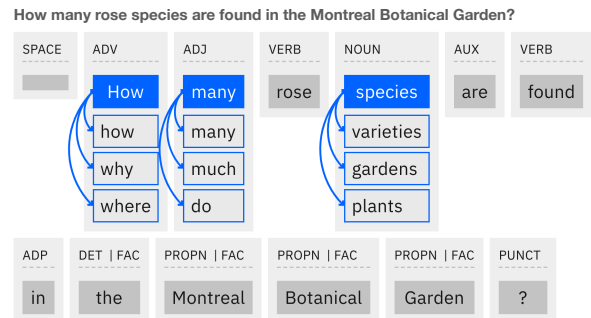 How many rose species are found in the Montreal Botanical Garden?
SPACE ADV ADJ VERB NOUN AUX VERB
How many rose species are found
how many varieties
why much gardens
where do plants
ADP DET | FAC PROPN | FAC PROPN | FAC PROPN | FAC PUNCT
in the Montreal Botanical Garden ?